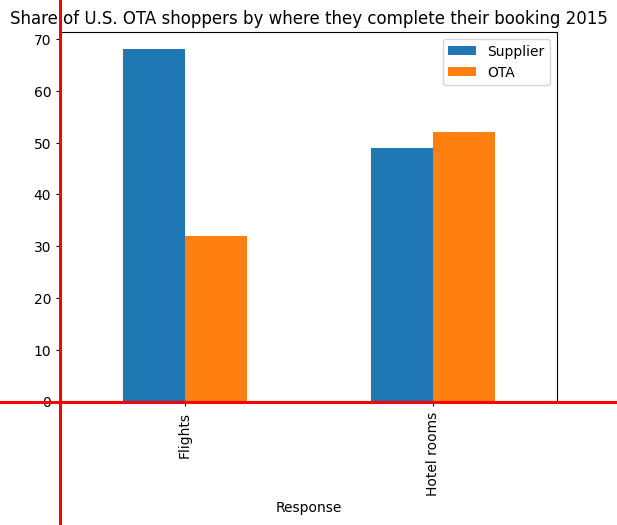 Share of U.S. OTA shoppers by where they complete their booking 2015
Supplier
OTA
70
60
50
40
30
20
10
0
Flights
Hotel rooms
Response